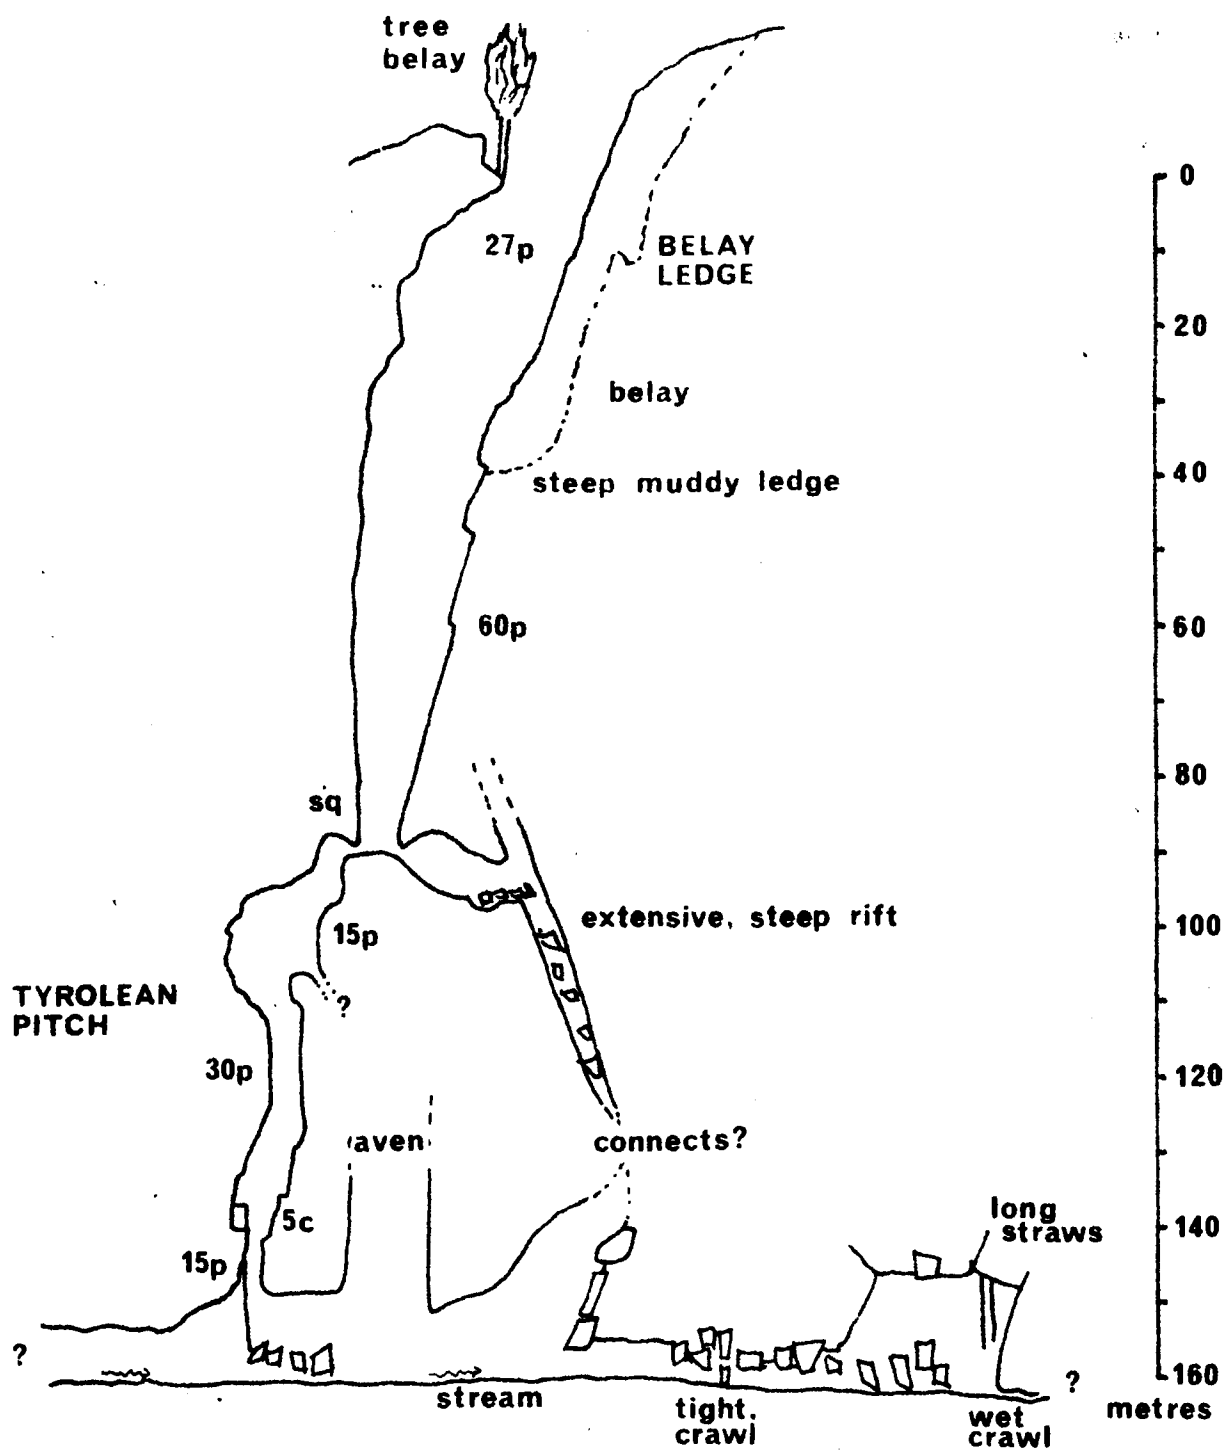 tree
belay
0
27p
BELAY
LEDGE
20
belay
40
steep muddy ledge
60p
60
80
sq
extensive, steep rift
100
15p
TYROLEAN
PITCH
?
30p
120
aven
connects?
long
straws
5c
140
15p
?
?
160
stream
tight.
crawl
wet
crawl
metres